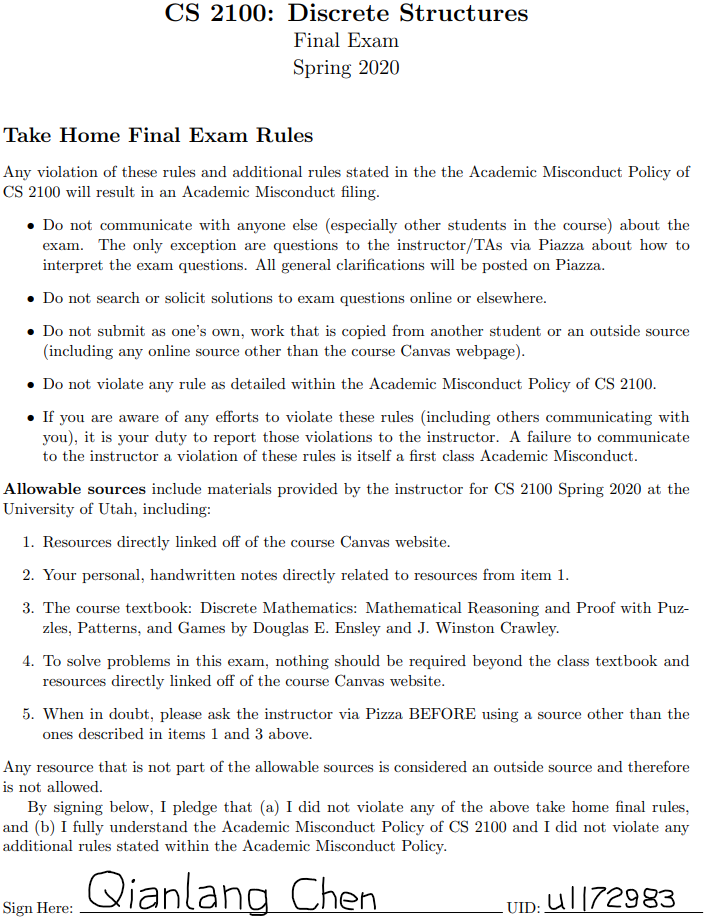 CS 2100: Discrete Structures
Final Exam
Spring 2020
Take Home Final Exam Rules
Any violation of these rules and additional rules stated in the the Academic Misconduct Policy of
CS 2100 will result in an Academic Misconduct filing.
• Do not communicate with anyone else (especially other students in the course) about the
exam. The only exception are questions to the instructor/TAs via Piazza about how to
interpret the exam questions. All general clarifications will be posted on Piazza.
• Do not search or solicit solutions to exam questions online or elsewhere.
• Do not submit as one's own, work that is copied from another student or an outside source
(including any online source other than the course Canvas webpage).
• Do not violate any rule as detailed within the Academic Misconduct Policy of CS 2100.
• If you are aware of any efforts to violate these rules (including others communicating with
you), it is your duty to report those violations to the instructor. A failure to communicate
to the instructor a violation of these rules is itself a first class Academic Misconduct.
Allowable sources include materials provided by the instructor for CS 2100 Spring 2020 at the
University of Utah, including:
1. Resources directly linked off of the course Canvas website.
2. Your personal, handwritten notes directly related to resources from item 1.
3. The course textbook: Discrete Mathematics: Mathematical Reasoning and Proof with Puz-
zles, Patterns, and Games by Douglas E. Ensley and J. Winston Crawley.
4. To solve problems in this exam, nothing should be required beyond the class textbook and
resources directly linked off of the course Canvas website.
5. When in doubt, please ask the instructor via Pizza BEFORE using a source other than the
ones described in items 1 and 3 above.
Any resource that is not part of the allowable sources is considered an outside source and therefore
is not allowed.
By signing below, I pledge that (a) I did not violate any of the above take home final rules,
and (b) I fully understand the Academic Misconduct Policy of CS 2100 and I did not violate any
additional rules stated within the Academic Misconduct Policy.
Sign Here: Qianlang Chen UID: u1172983